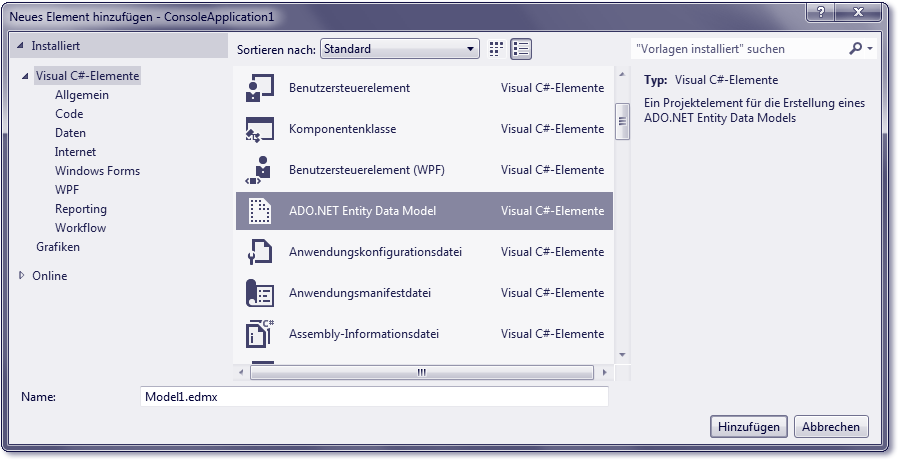 Neues Element hinzufügen - ConsoleApplication1
Installiert
Sortieren nach: Standard
"Vorlagen installiert" suchen
Visual C#-Elemente
Allgemein
Code
Daten
Internet
Windows Forms
WPF
Reporting
Workflow
Grafiken
Online
Benutzersteuerelement Visual C#-Elemente
Komponentenklasse Visual C#-Elemente
Benutzersteuerelement (WPF) Visual C#-Elemente
ADO.NET Entity Data Model Visual C#-Elemente
Anwendungskonfigurationsdatei Visual C#-Elemente
Anwendungsmanifestdatei Visual C#-Elemente
Assembly-Informationsdatei Visual C#-Elemente
Typ: Visual C#-Elemente
Ein Projektelement für die Erstellung eines
ADO.NET Entity Data Models
Name: Model1.edmx
Hinzufügen Abbrechen